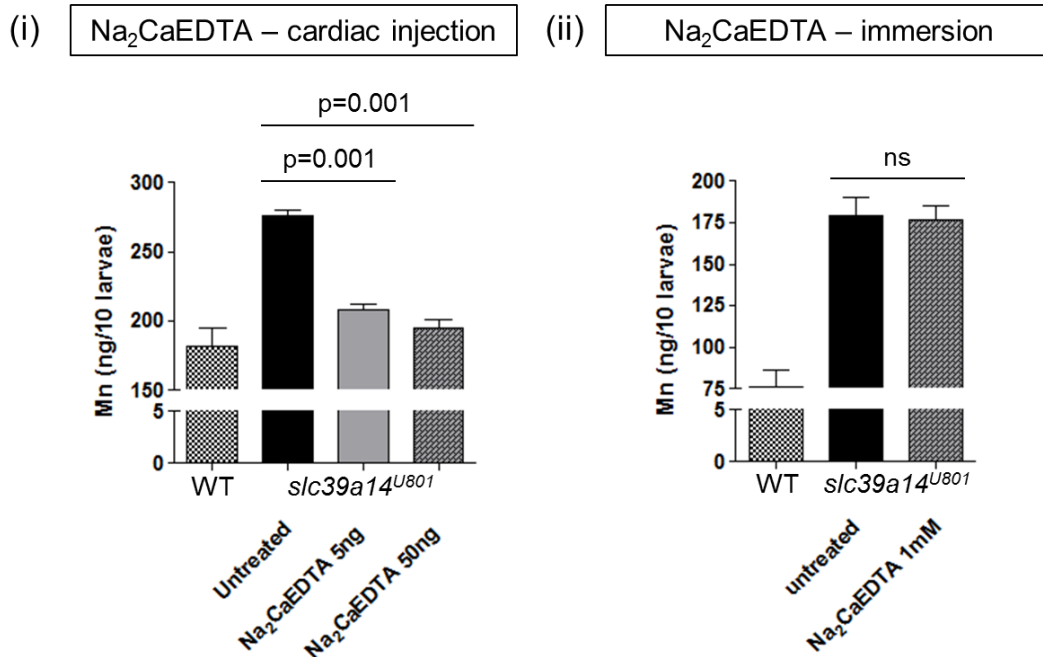 (i) Na₂CaEDTA – cardiac injection
p=0.001
p=0.001
Mn (ng/10 larvae)
300
250
200
150
5
0
WT slc39a14ᵁ⁸⁰¹
Untreated
Na₂CaEDTA 5ng
Na₂CaEDTA 50ng
(ii) Na₂CaEDTA – immersion
ns
Mn (ng/10 larvae)
200
175
150
125
100
75
5
0
WT slc39a14ᵁ⁸⁰¹
untreated
Na₂CaEDTA 1mM